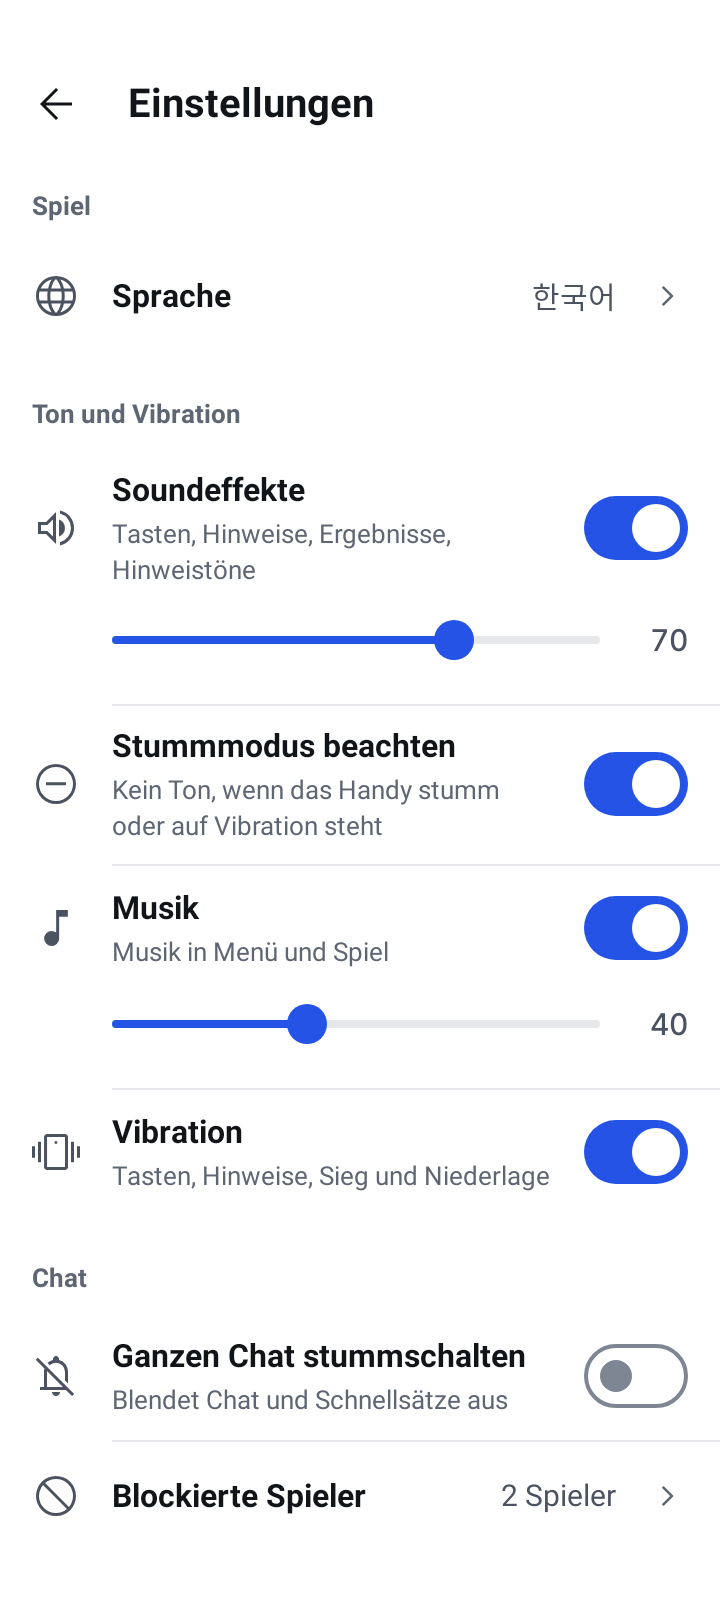 Einstellungen
Spiel
Sprache
한국어
Ton und Vibration
Soundeffekte
Tasten, Hinweise, Ergebnisse,
Hinweistöne
70
Stummmodus beachten
Kein Ton, wenn das Handy stumm
oder auf Vibration steht
Musik
Musik in Menü und Spiel
40
Vibration
Tasten, Hinweise, Sieg und Niederlage
Chat
Ganzen Chat stummschalten
Blendet Chat und Schnellsätze aus
Blockierte Spieler
2 Spieler